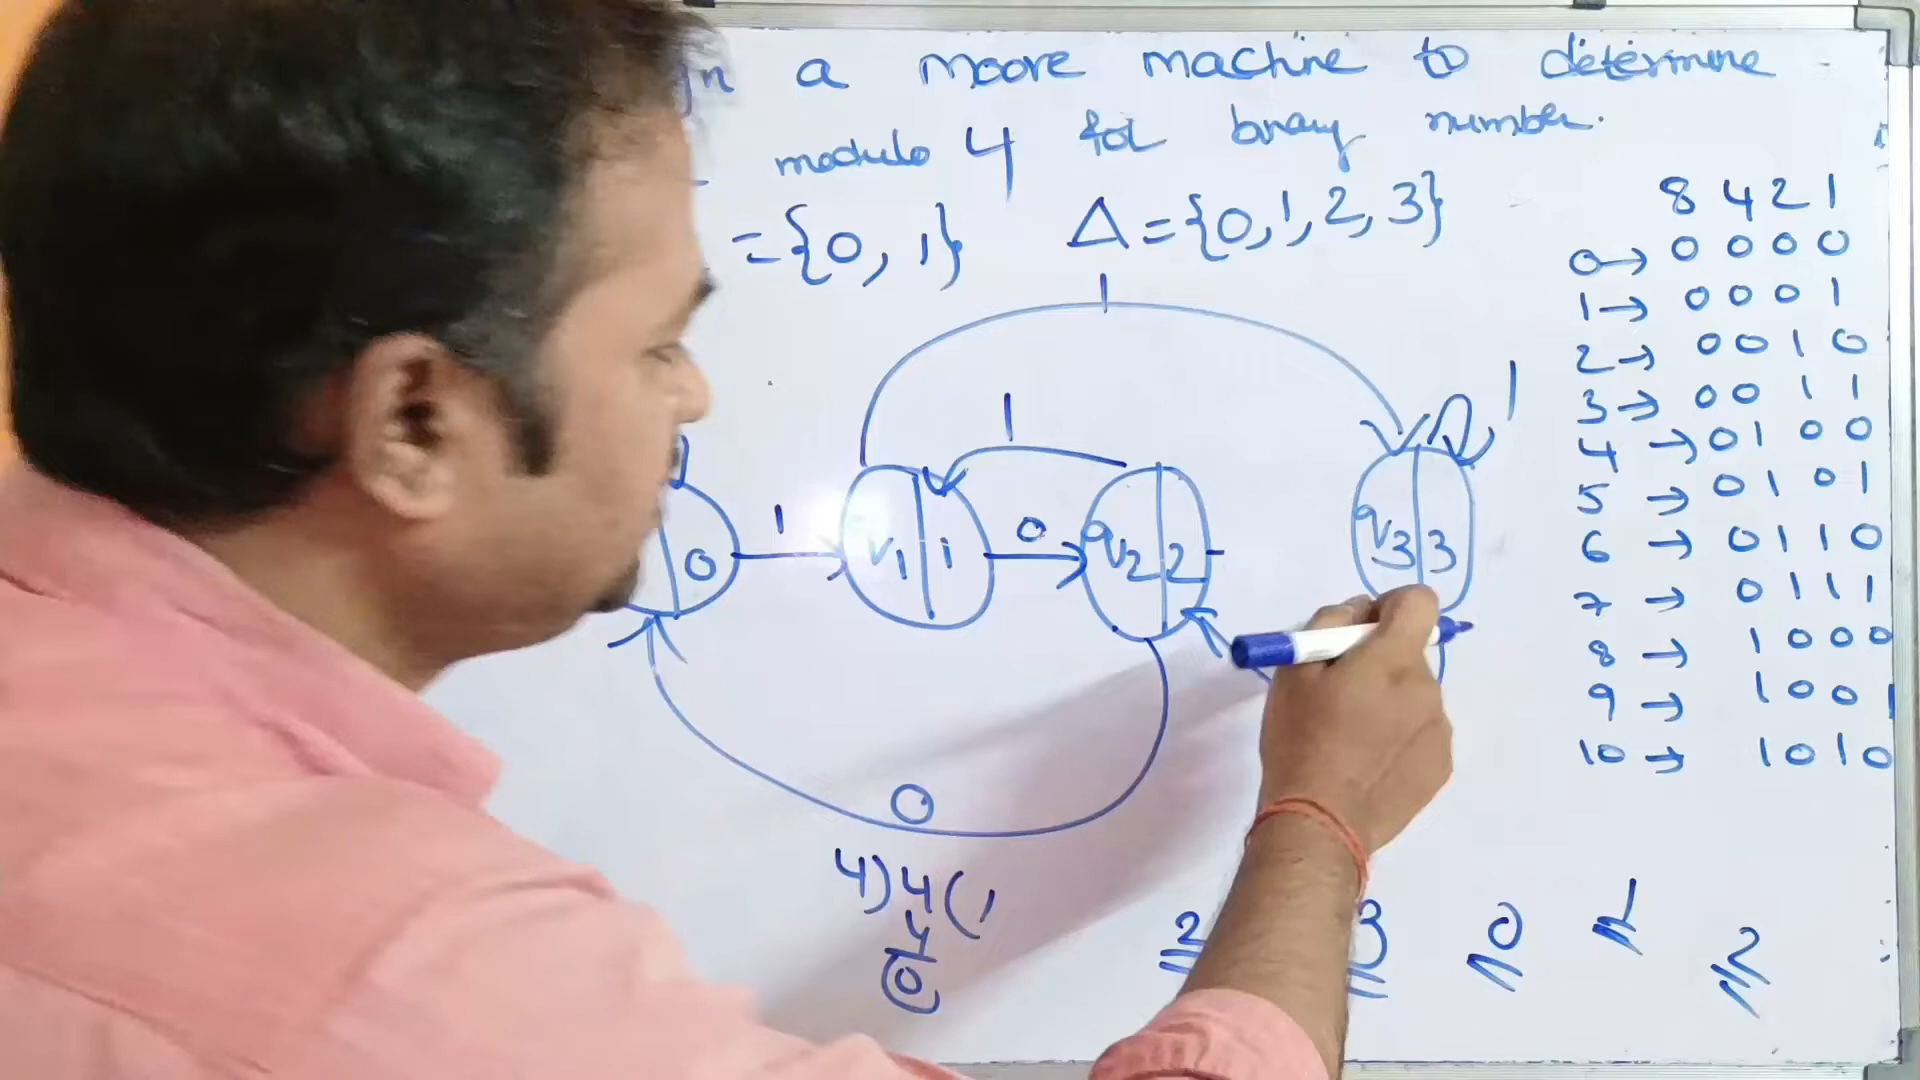 a moore machine to determine
modulo 4 for binary number.
= {0, 1} Δ = {0, 1, 2, 3}
8 4 2 1
0 → 0 0 0 0
1 → 0 0 0 1
2 → 0 0 1 0
3 → 0 0 1 1
4 → 0 1 0 0
5 → 0 1 0 1
6 → 0 1 1 0
7 → 0 1 1 1
8 → 1 0 0 0
9 → 1 0 0 1
10 → 1 0 1 0
1
1
1
0 1 1 0 q2 2 q3 3
0
4)4(1
4
0
2 3 0 1 2